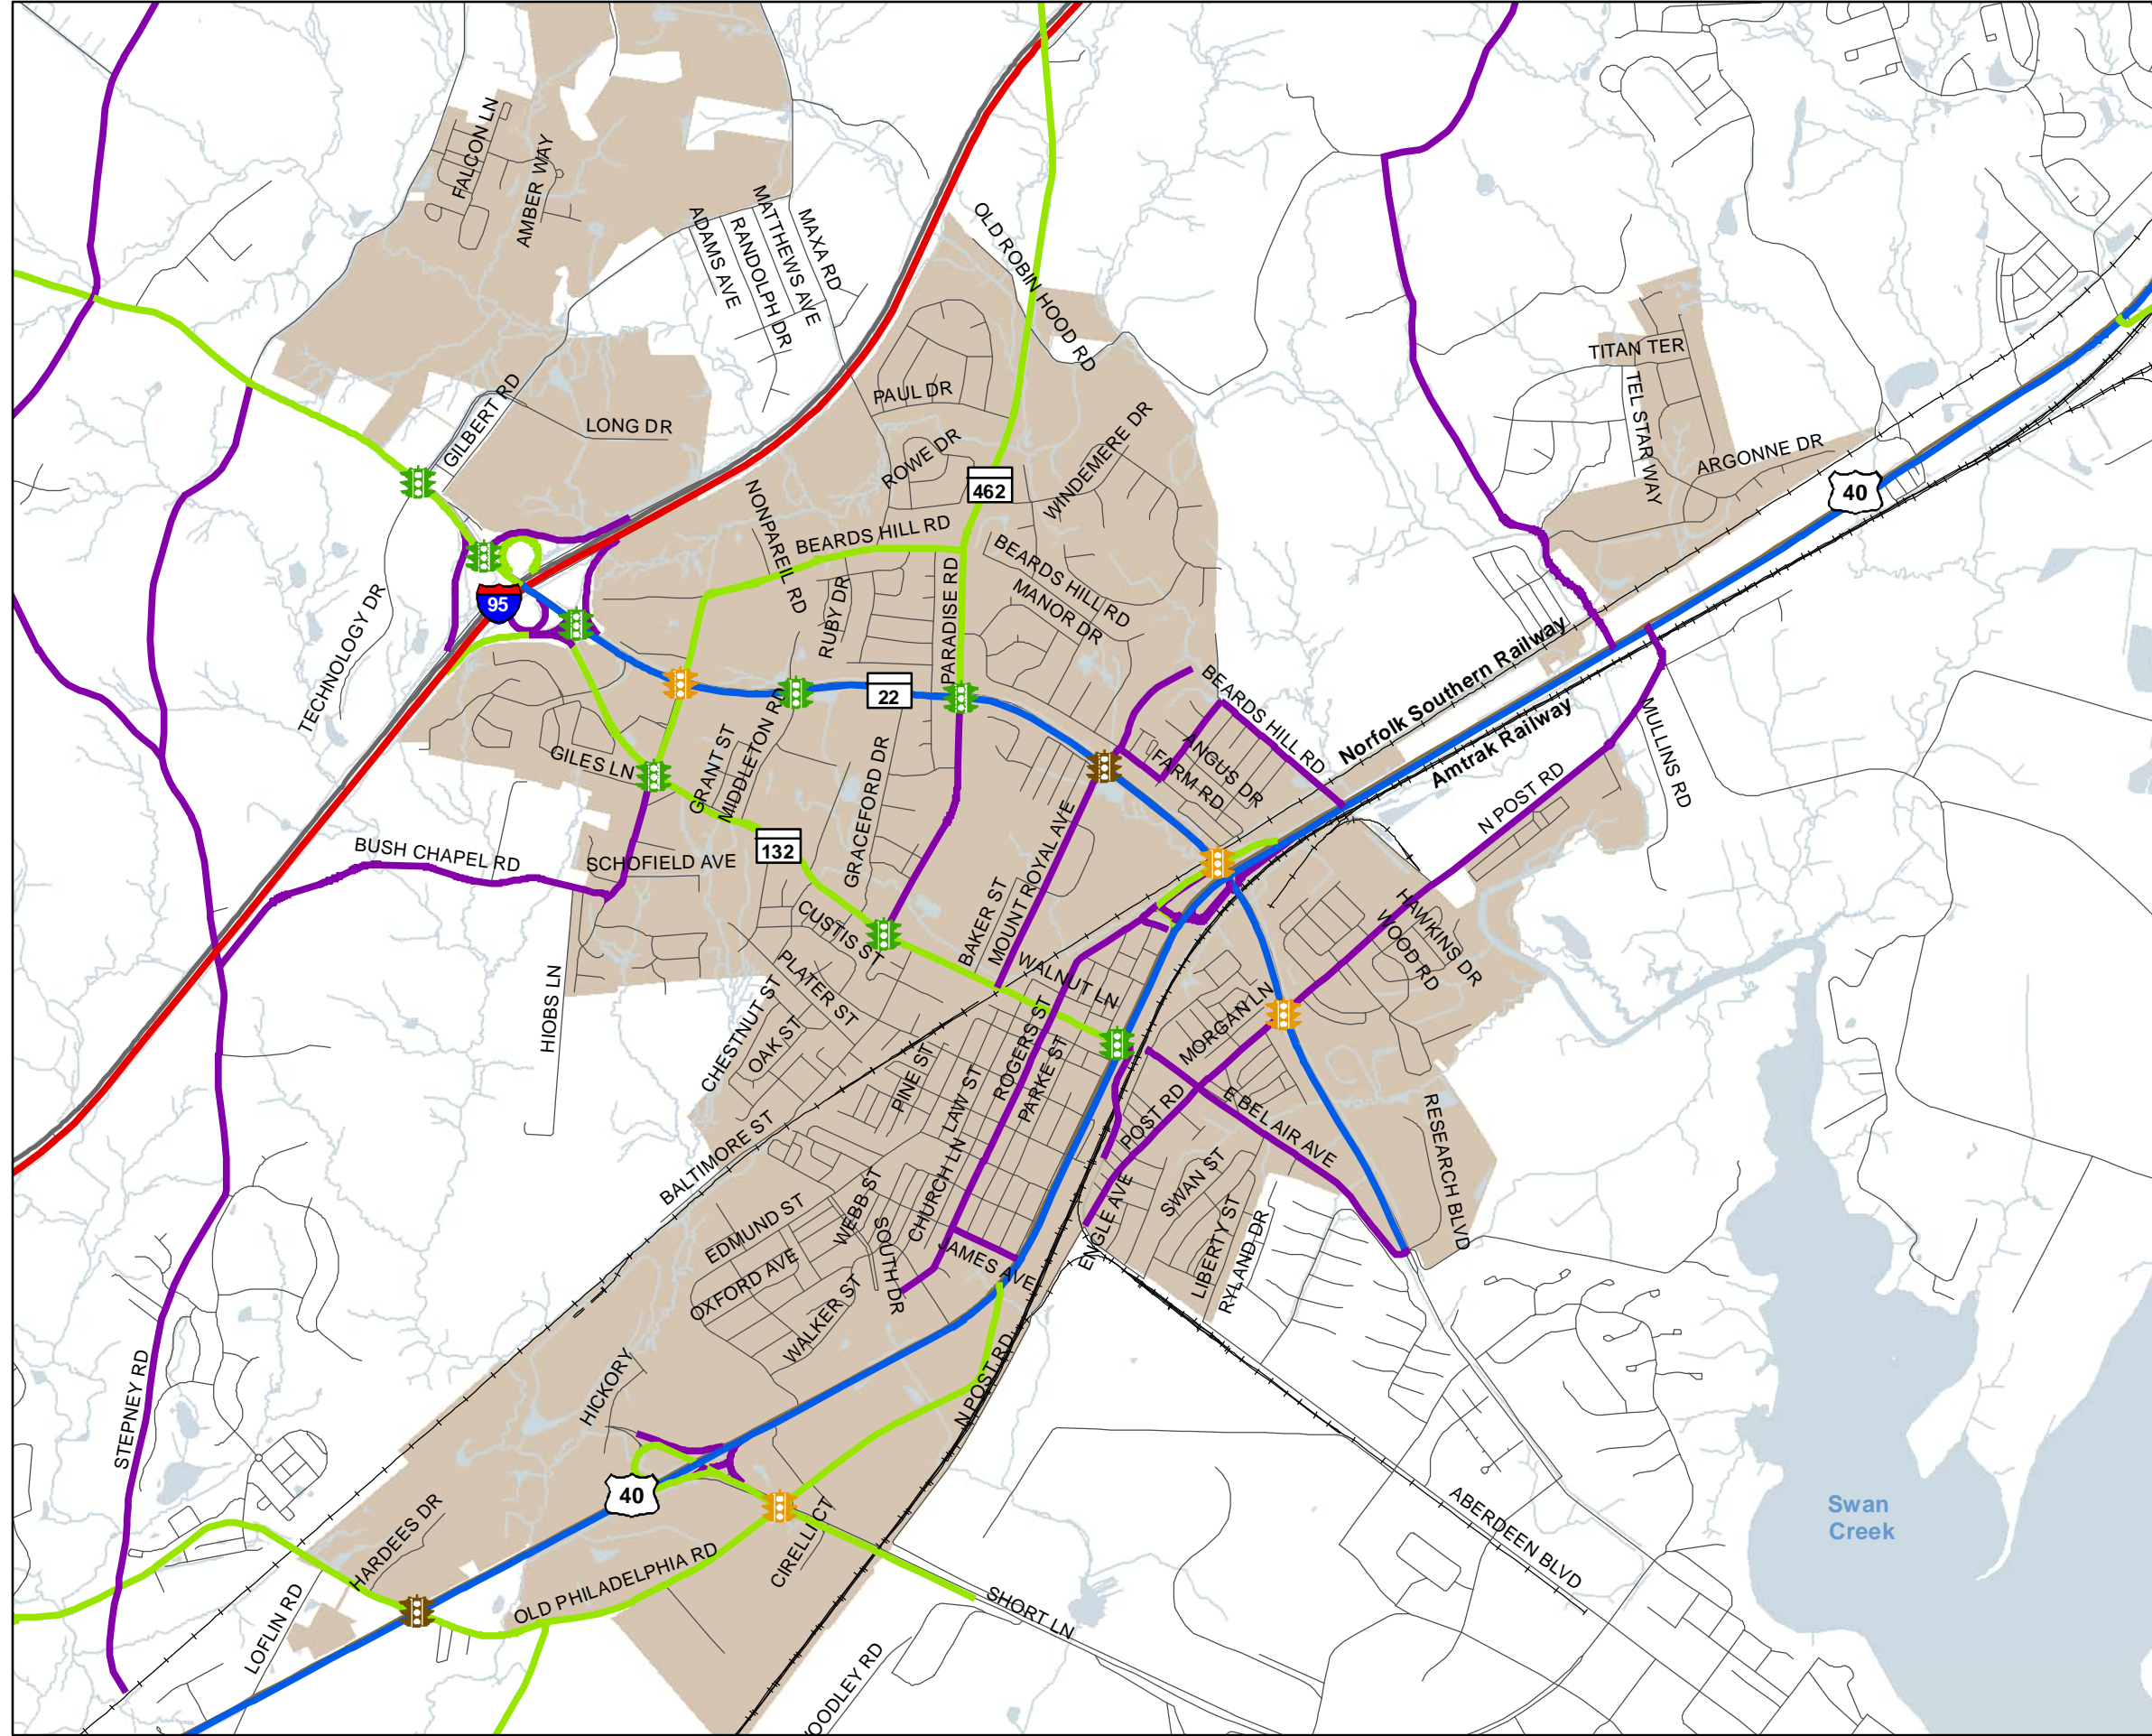 FALCON LN
AMBER WAY
ADAMS AVE
RANDOLPH DR
MATTHEWS AVE
MAXA RD
OLD ROBIN HOOD RD
PAUL DR
GILBERT RD
LONG DR
ROWE DR
WINDEMERE DR
462
TITAN TER
TEL STAR WAY
ARGONNE DR
40
NONPAREIL RD
BEARDS HILL RD
BEARDS HILL RD
MANOR DR
95
TECHNOLOGY DR
RUBY DR
PARADISE RD
22
BEARDS HILL RD
Norfolk Southern Railway
Amtrak Railway
MULLINS RD
GILES LN
GRANT ST
MIDDLETON RD
GRACEFORD DR
ANGUS DR
FARM RD
N POST RD
BUSH CHAPEL RD
SCHOFIELD AVE
132
BAKER ST
MOUNT ROYAL AVE
CUSTIS ST
PLATER ST
WALNUT LN
HAWKINS DR
WOOD RD
HOBS LN
CHESTNUT ST
OAK ST
PINE ST
LAW ST
ROGERS ST
PARKE ST
MORGAN LN
POST RD
E BEL AIR AVE
RESEARCH BLVD
BALTIMORE ST
EDMUND ST
OXFORD AVE
WEBB ST
SOUTH DR
CHURCH LN
JAMES AVE
ENGLE AVE
SWAN ST
LIBERTY ST
RYLAND DR
WALKER ST
HICKORY
N POST RD
STEPNEY RD
40
HARDEES DR
LOFLIN RD
OLD PHILADELPHIA RD
CIRELLI CT
SHORT LN
ABERDEEN BLVD
Swan
Creek
OODLEY RD